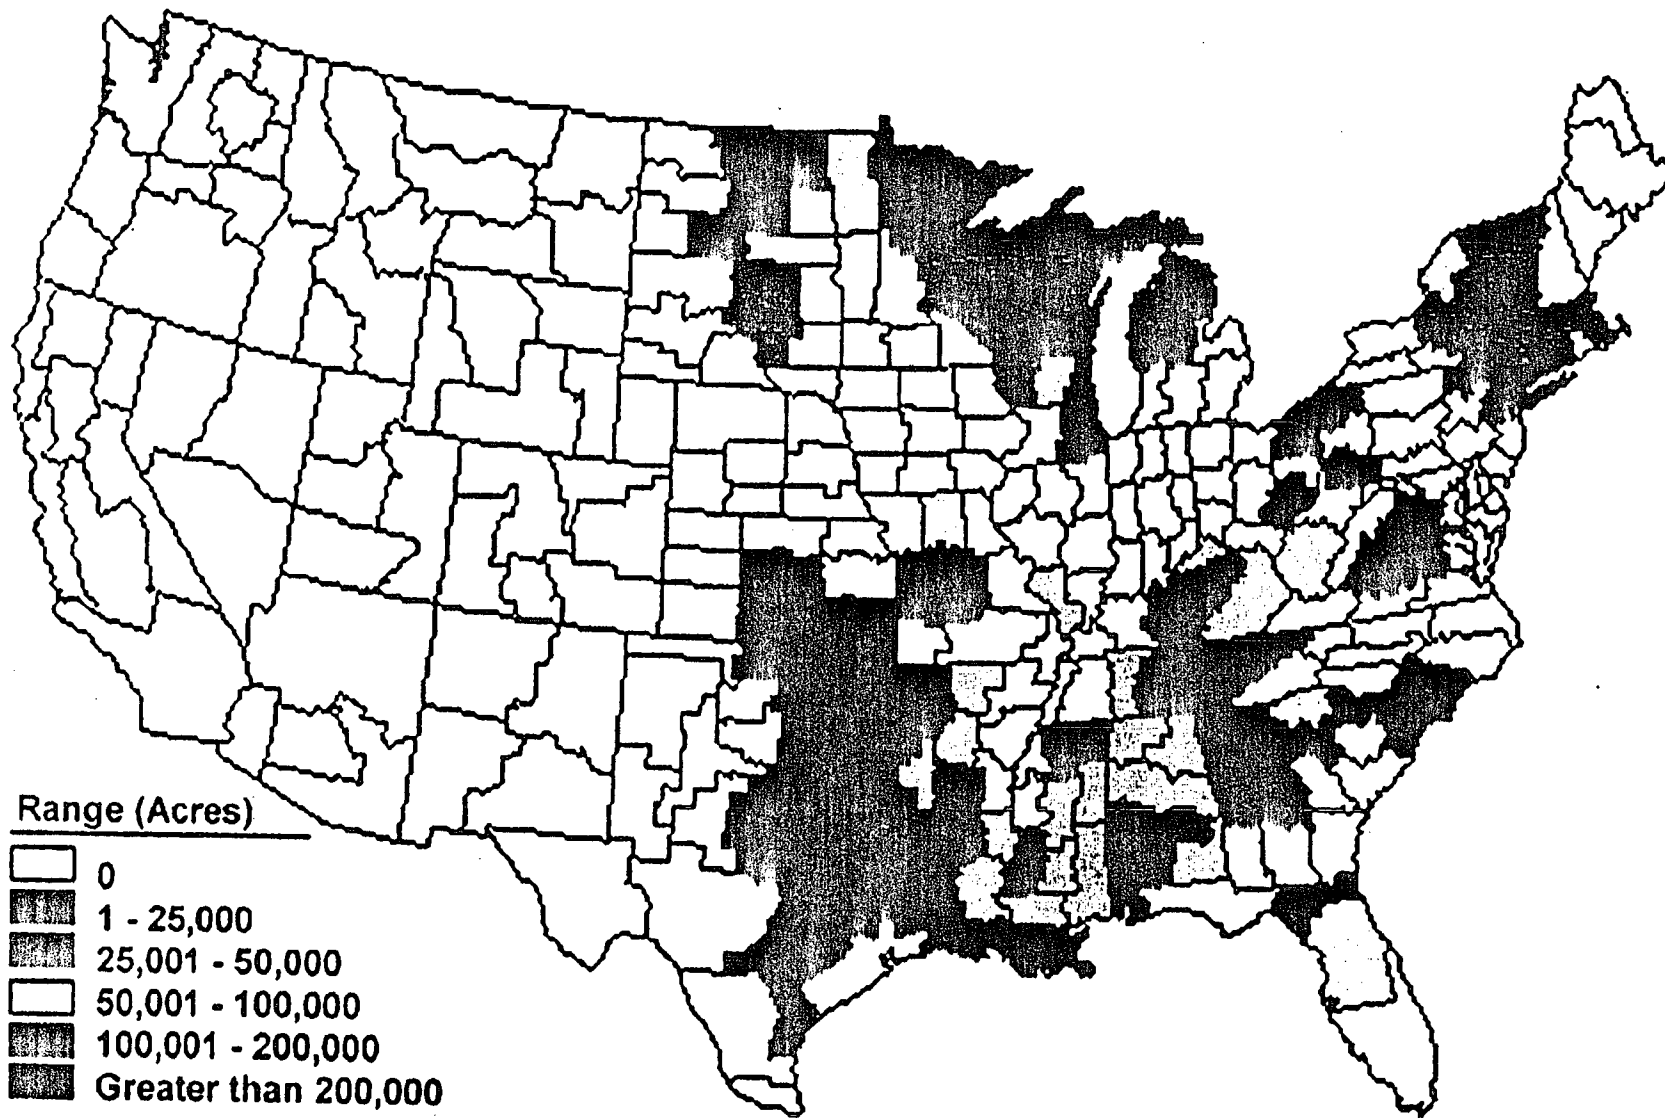 Range (Acres)
0
1 - 25,000
25,001 - 50,000
50,001 - 100,000
100,001 - 200,000
Greater than 200,000